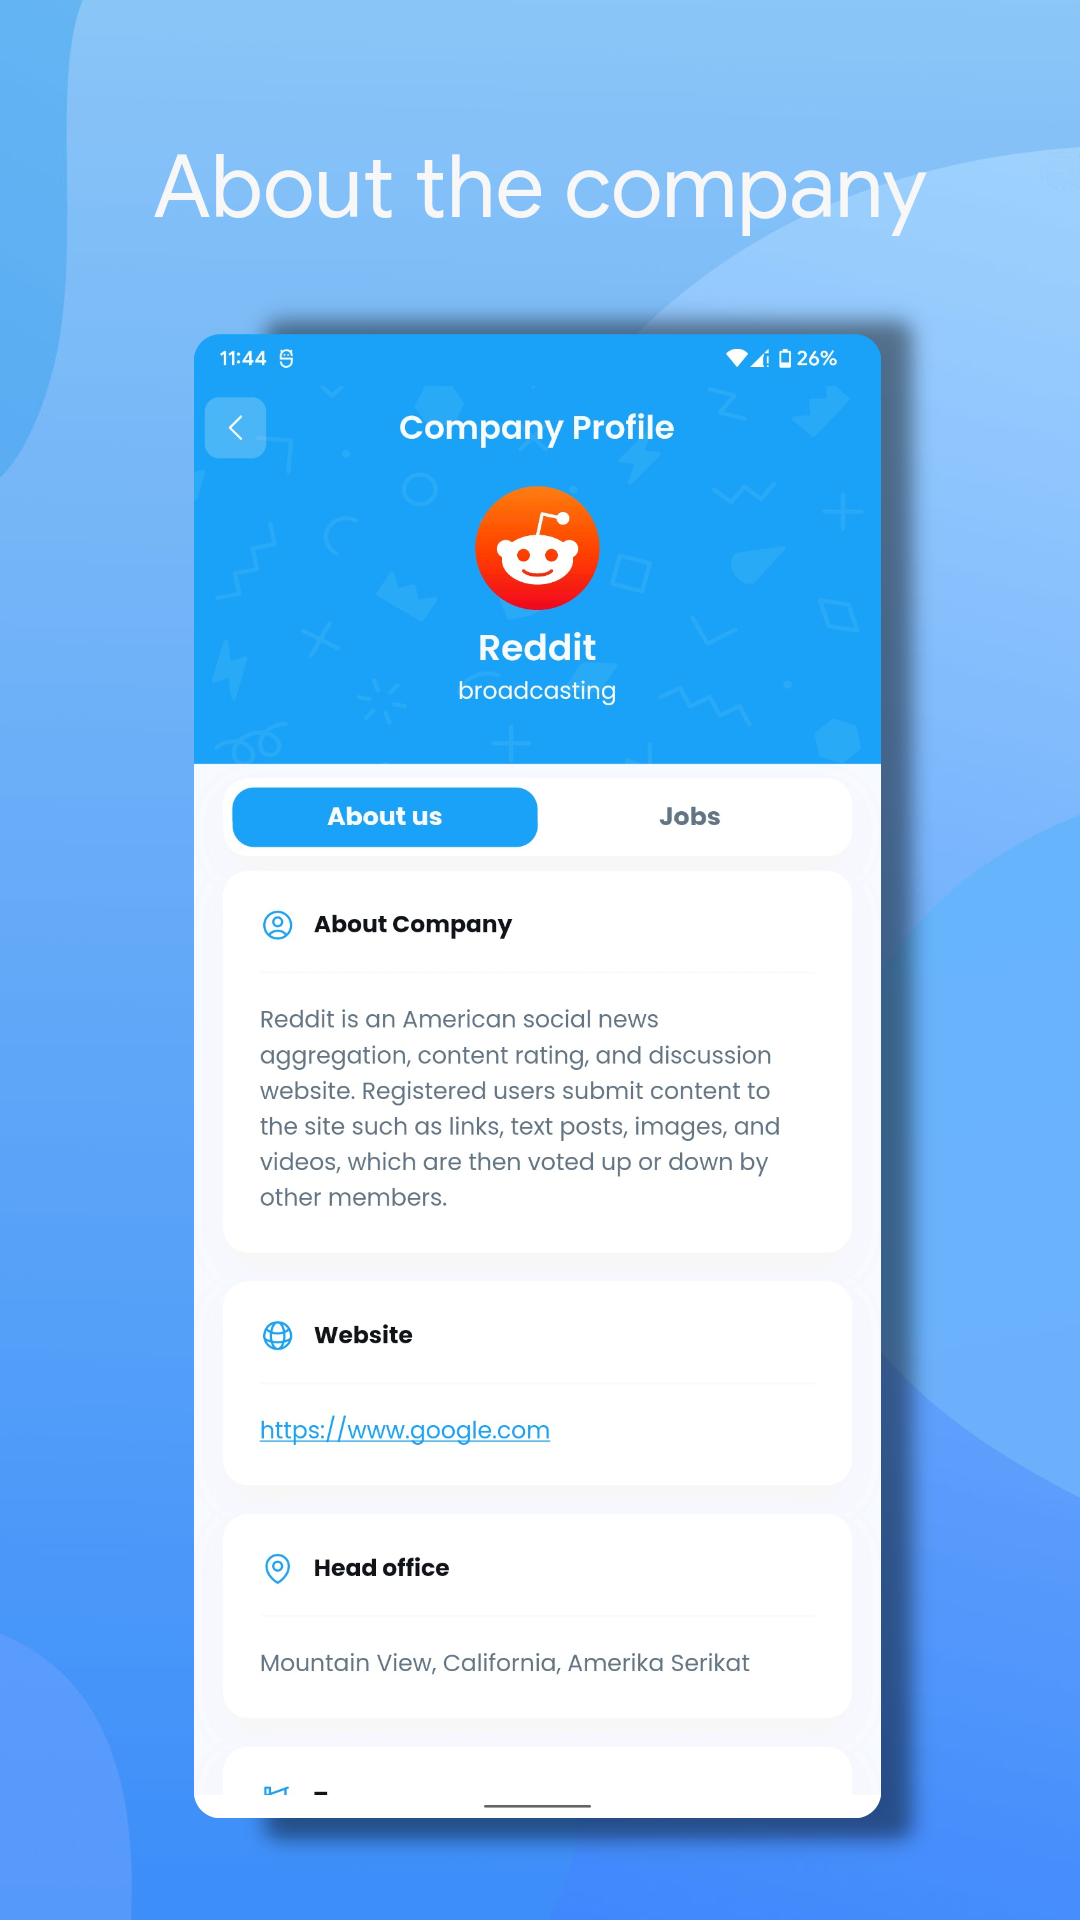 About the company
11:44
26%
Company Profile
Reddit
broadcasting
About us
Jobs
About Company
Reddit is an American social news
aggregation, content rating, and discussion
website. Registered users submit content to
the site such as links, text posts, images, and
videos, which are then voted up or down by
other members.
Website
https://www.google.com
Head office
Mountain View, California, Amerika Serikat